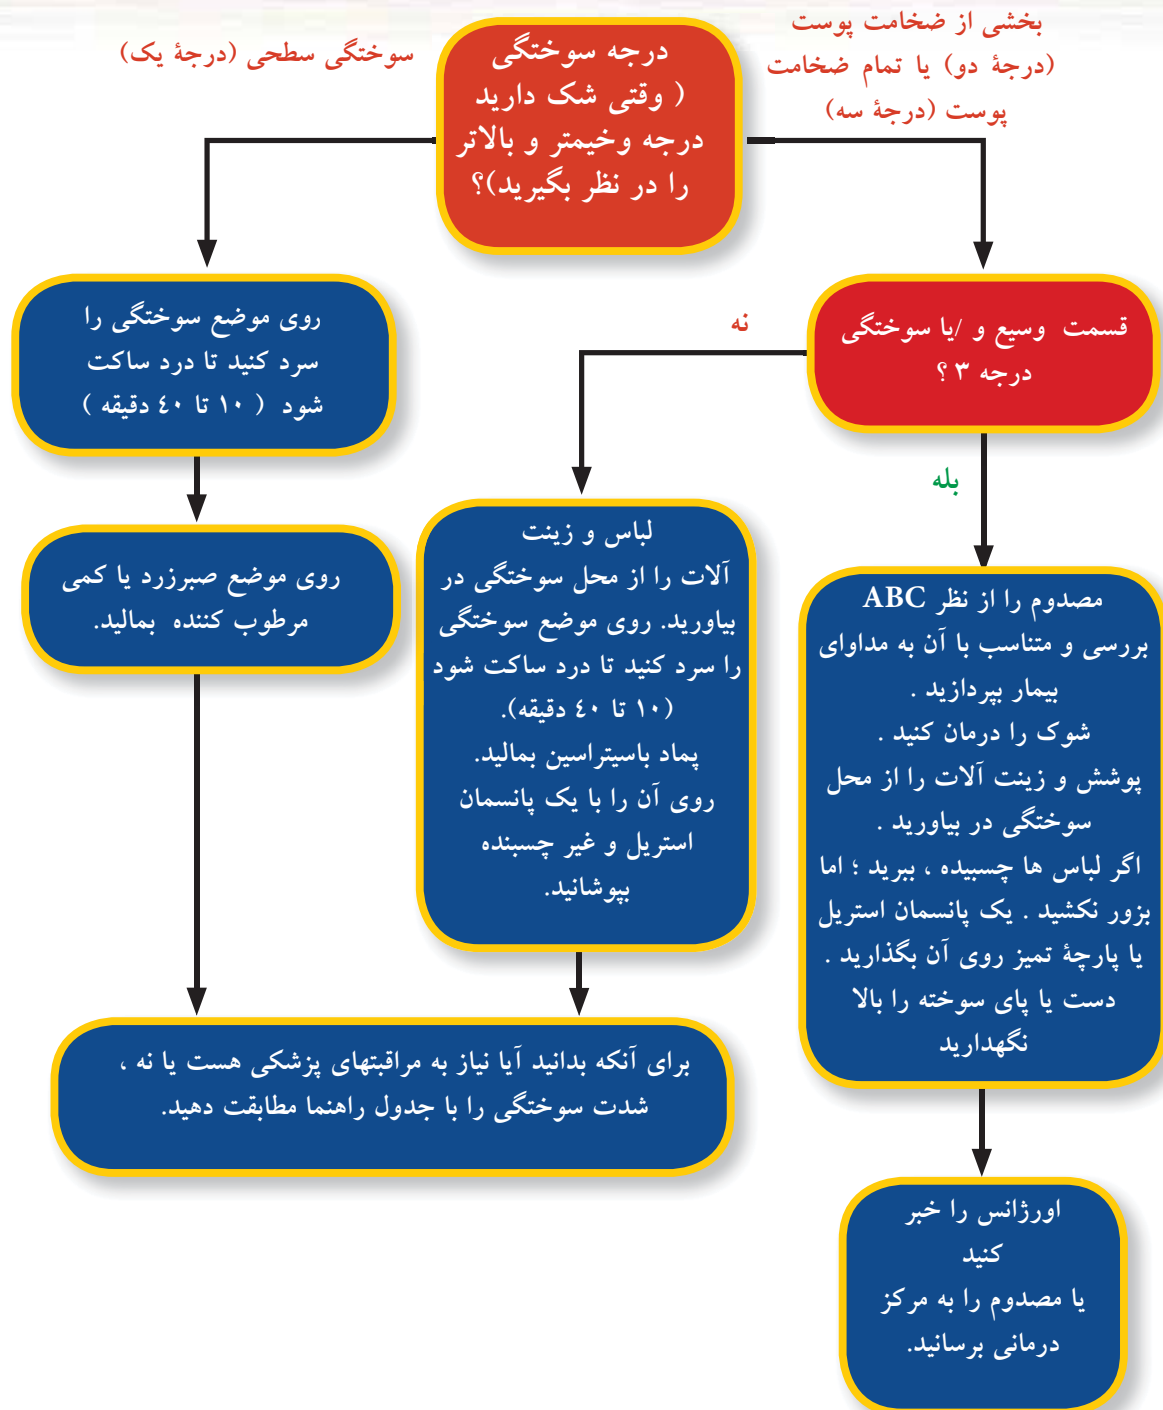 بخشی از ضخامت پوست
(درجهٔ دو) یا تمام ضخامت
پوست (درجهٔ سه)
درجه سوختگی
( وقتی شک دارید
درجه وخیمتر و بالاتر
را در نظر بگیرید)؟
سوختگی سطحی (درجهٔ یک)
قسمت وسیع و /یا سوختگی
درجه ۳ ؟
نه
بله
روی موضع سوختگی را
سرد کنید تا درد ساکت
شود ( ۱۰ تا ٤۰ دقیقه )
روی موضع صبرزرد یا کمی
مرطوب کننده بمالید.
لباس و زینت
آلات را از محل سوختگی در
بیاورید. روی موضع سوختگی
را سرد کنید تا درد ساکت شود
(۱۰ تا ٤۰ دقیقه).
پماد باسیتراسین بمالید.
روی آن را با یک پانسمان
استریل و غیر چسبنده
بپوشانید.
مصدوم را از نظر ABC
بررسی و متناسب با آن به مداوای
بیمار بپردازید .
شوک را درمان کنید .
پوشش و زینت آلات را از محل
سوختگی در بیاورید .
اگر لباس ها چسبیده ، ببرید ؛ اما
بزور نکشید . یک پانسمان استریل
یا پارچهٔ تمیز روی آن بگذارید .
دست یا پای سوخته را بالا
نگهدارید
برای آنکه بدانید آیا نیاز به مراقبتهای پزشکی هست یا نه ،
شدت سوختگی را با جدول راهنما مطابقت دهید.
اورژانس را خبر
کنید
یا مصدوم را به مرکز
درمانی برسانید.